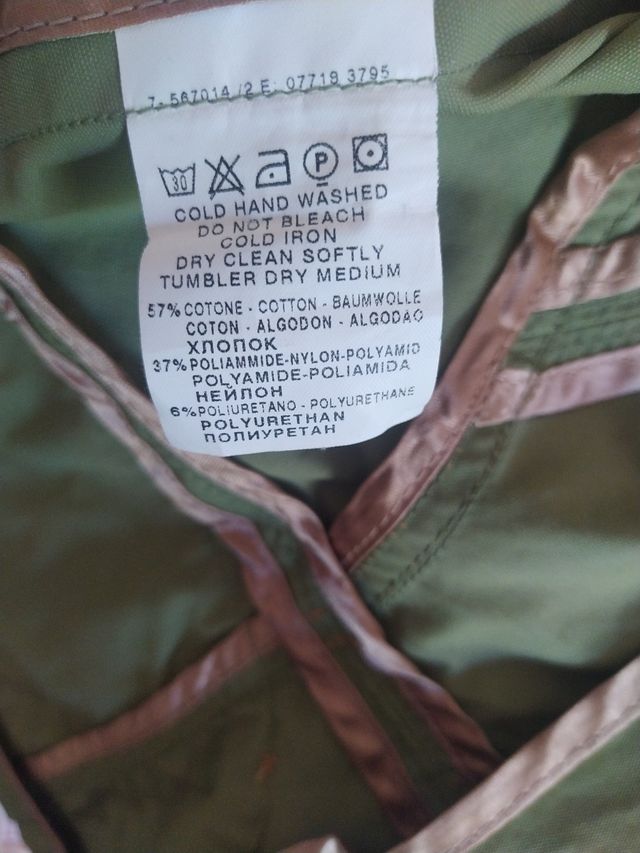 7- 567014 /2 E: 07719 3795
30 P
COLD HAND WASHED
DO NOT BLEACH
COLD IRON
DRY CLEAN SOFTLY
TUMBLER DRY MEDIUM
57% COTONE - COTTON - BAUMWOLLE
COTON - ALGODON - ALGODAO
ХЛОПОК
37% POLIAMMIDE-NYLON-POLYAMID
POLYAMIDE-POLIAMIDA
НЕЙЛОН
6% POLIURETANO - POLYURETHANE
POLYURETHAN
ПОЛИУРЕТАН